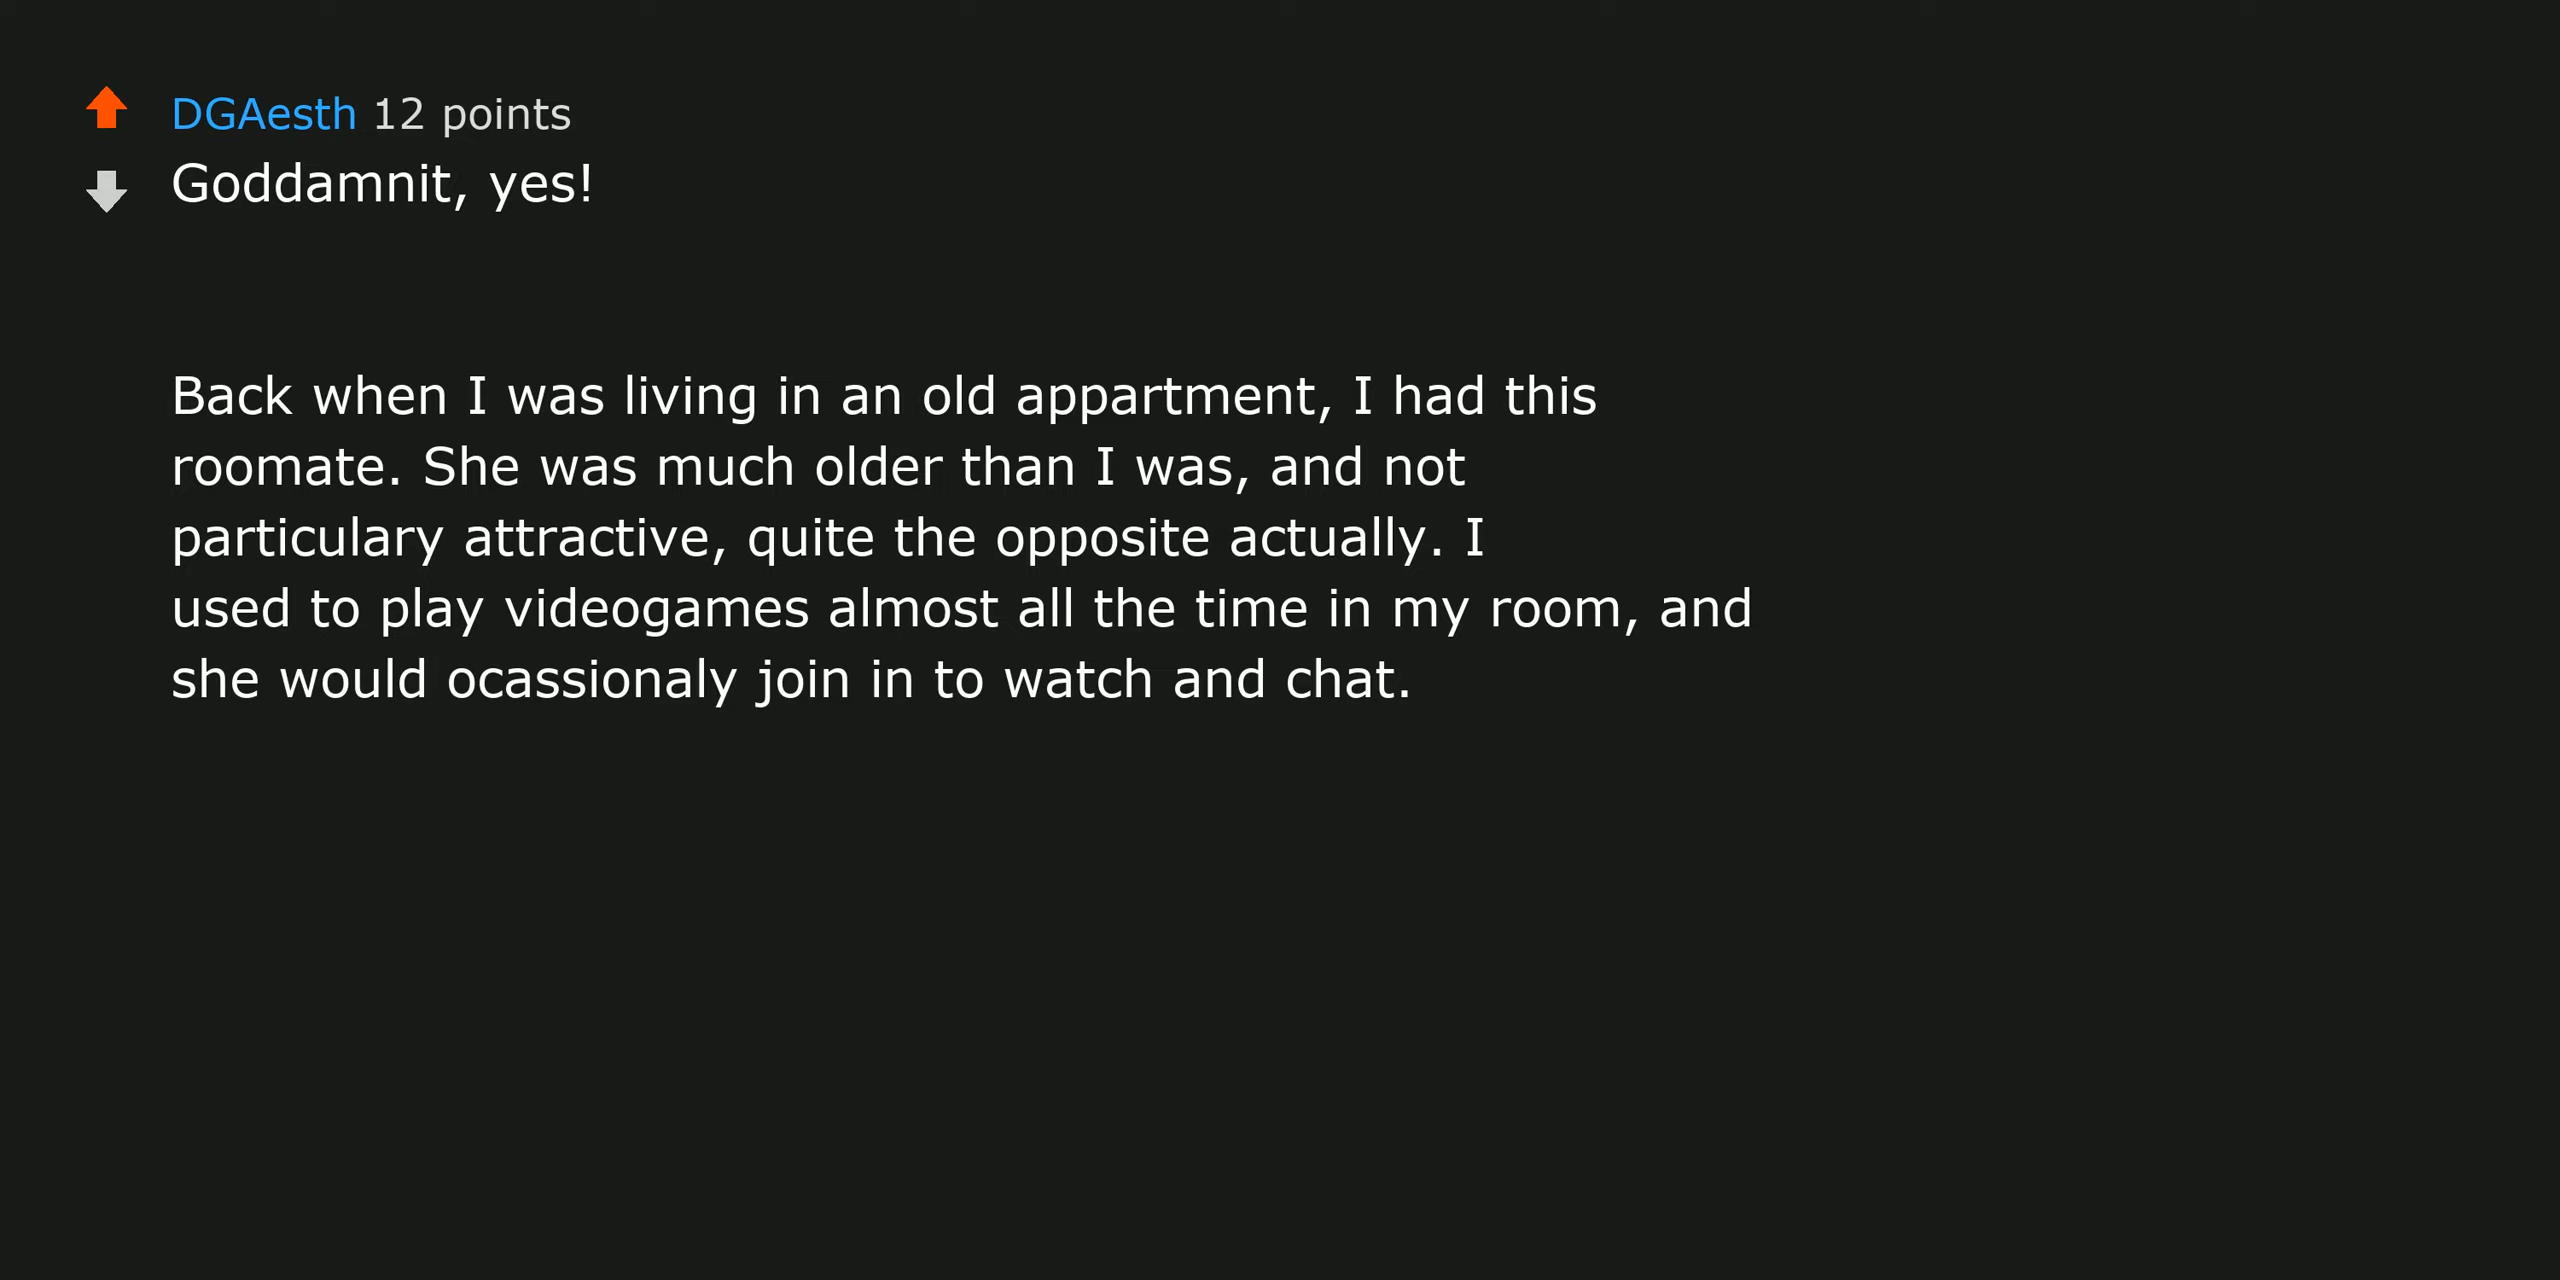 DGAesth 12 points
Goddamnit, yes!
Back when I was living in an old appartment, I had this
roomate. She was much older than I was, and not
particulary attractive, quite the opposite actually. I
used to play videogames almost all the time in my room, and
she would ocassionaly join in to watch and chat.